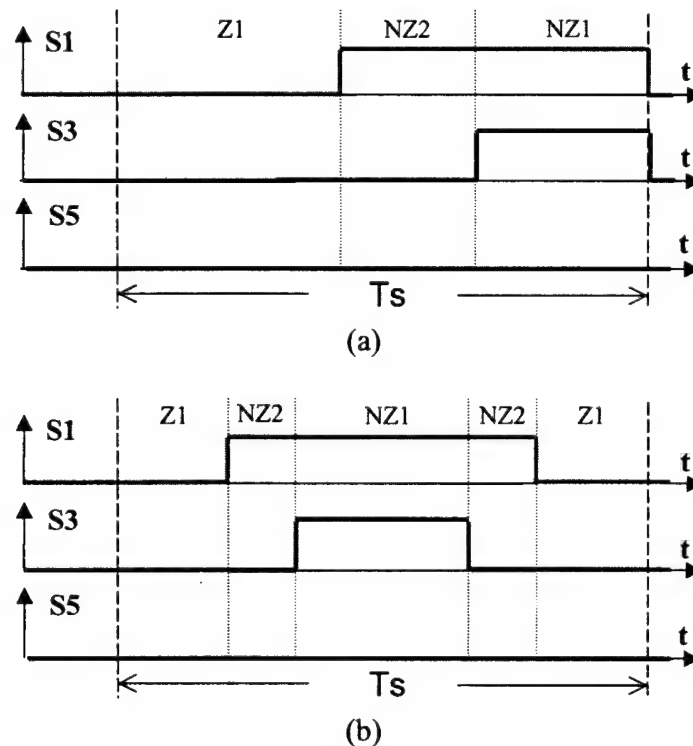 Z1 NZ2 NZ1
S1 t
S3 t
S5 t
Ts
(a)
Z1 NZ2 NZ1 NZ2 Z1
S1 t
S3 t
S5 t
Ts
(b)